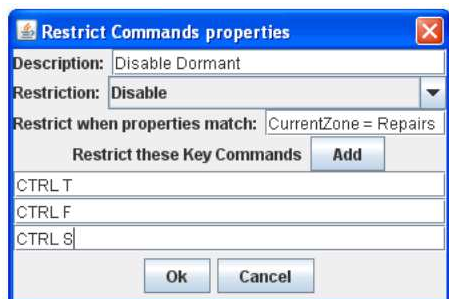 Restrict Commands properties
Description: Disable Dormant
Restriction: Disable
Restrict when properties match: CurrentZone = Repairs
Restrict these Key Commands Add
CTRL T
CTRL F
CTRL S
Ok Cancel